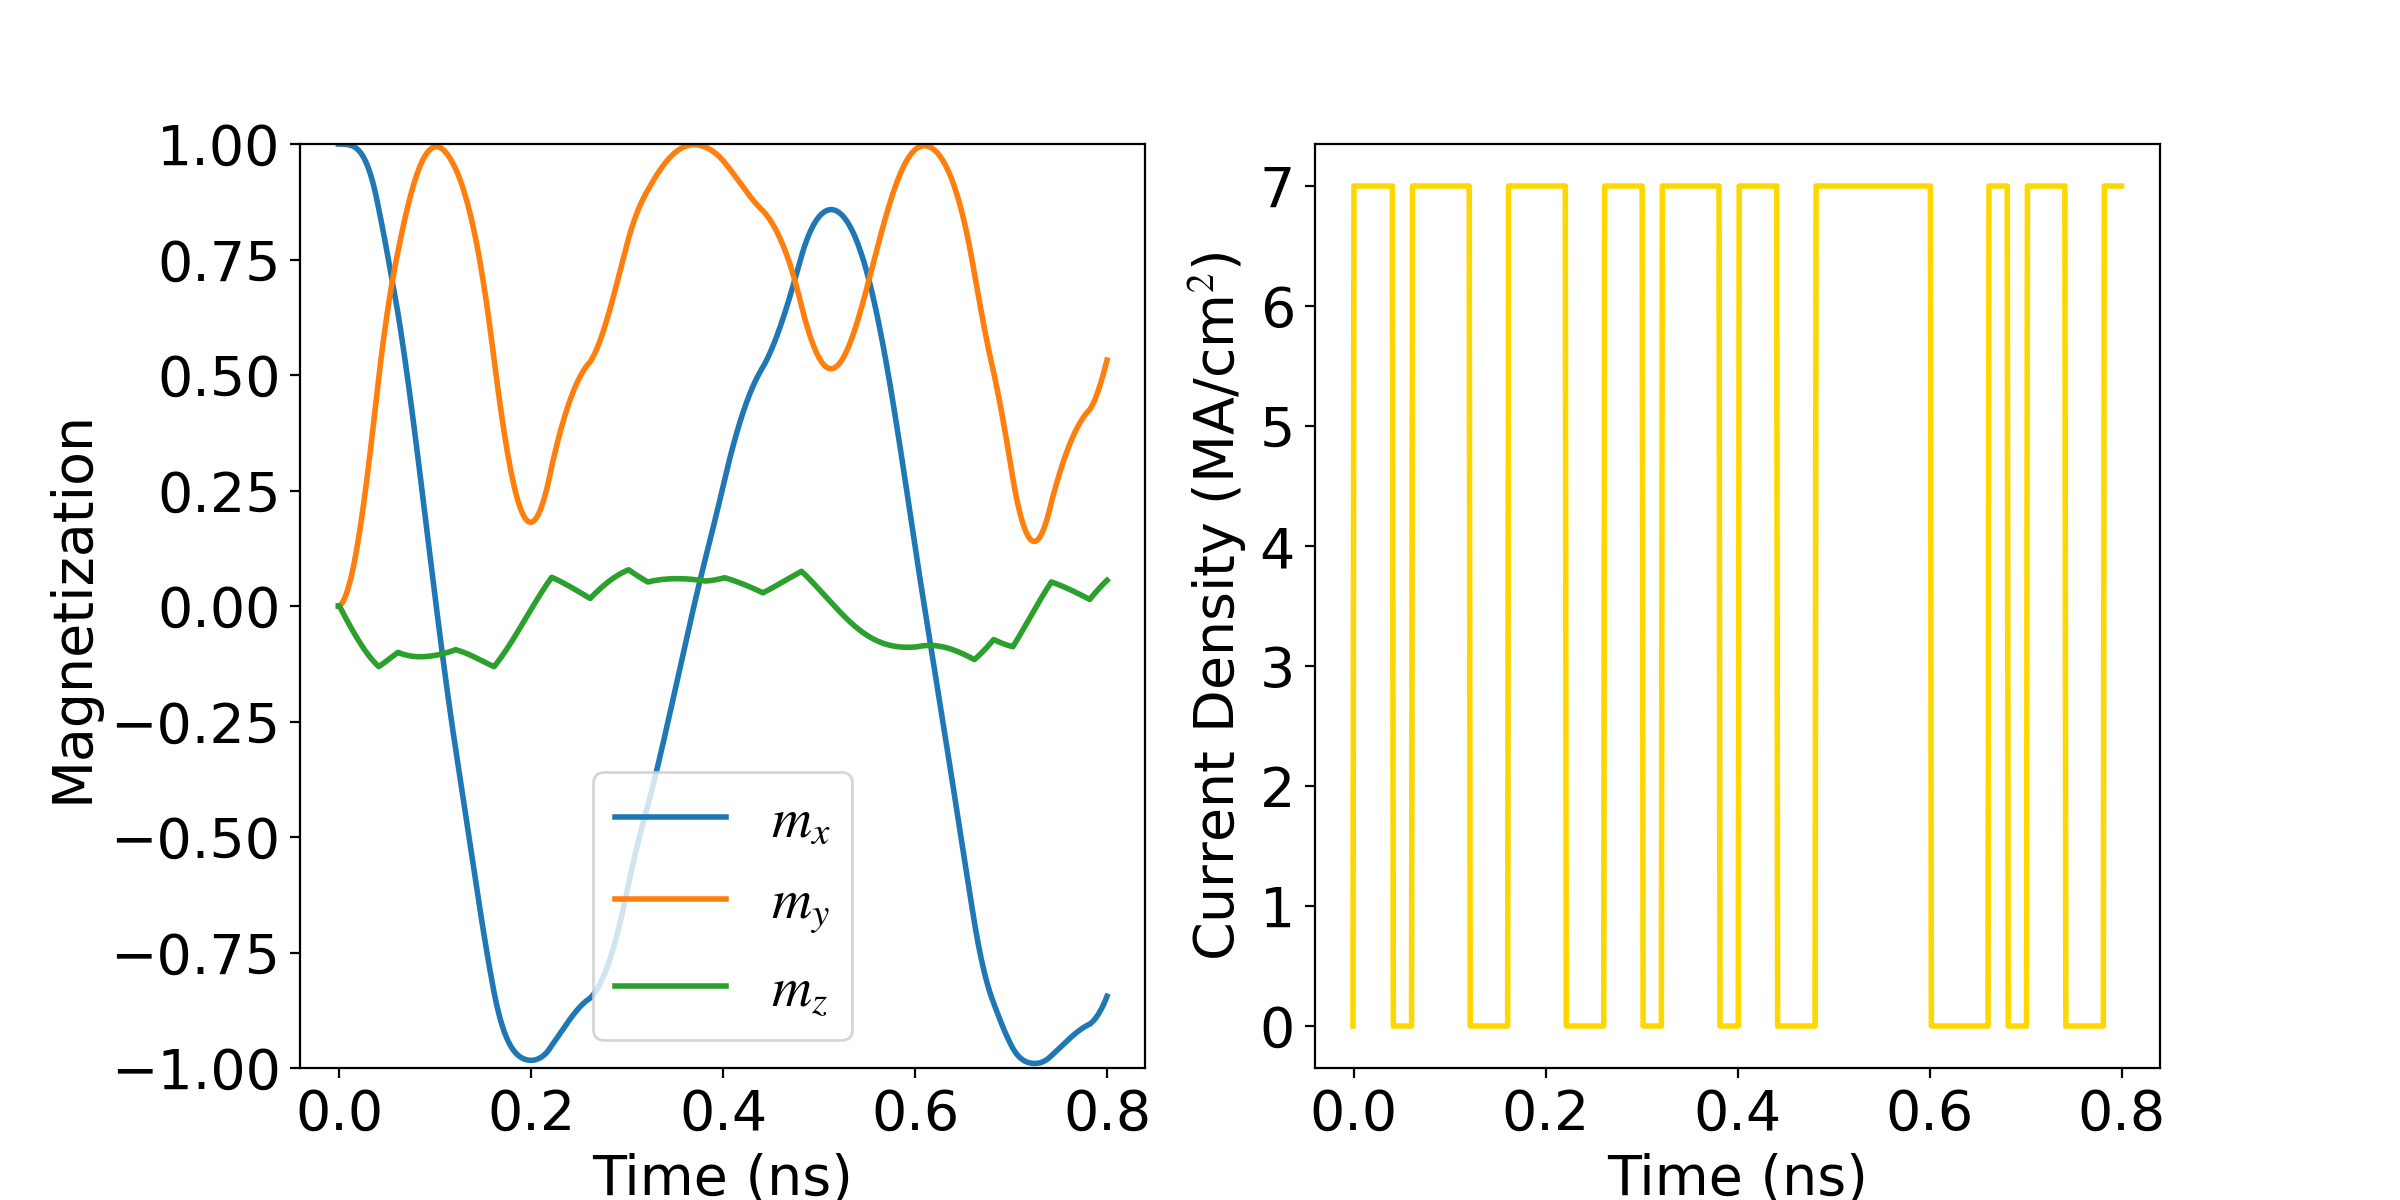 Magnetization
1.00
0.75
0.50
0.25
0.00
−0.25
−0.50
−0.75
−1.00
0.0 0.2 0.4 0.6 0.8
Time (ns)
m_x
m_y
m_z
Current Density (MA/cm²)
7
6
5
4
3
2
1
0
0.0 0.2 0.4 0.6 0.8
Time (ns)